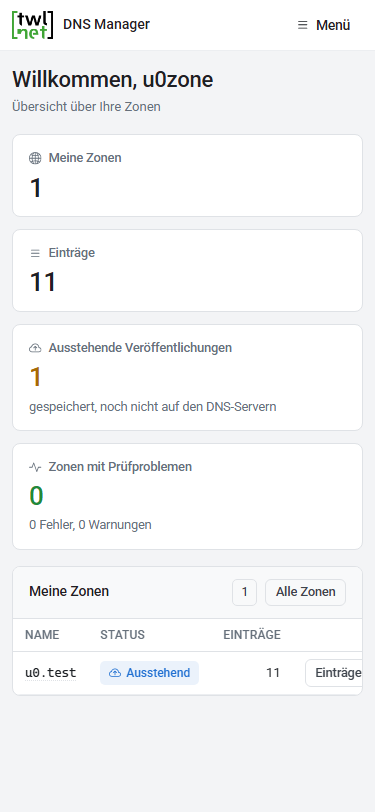 twl net DNS Manager Menü
Willkommen, u0zone
Übersicht über Ihre Zonen
Meine Zonen
1
Einträge
11
Ausstehende Veröffentlichungen
1
gespeichert, noch nicht auf den DNS-Servern
Zonen mit Prüfproblemen
0
0 Fehler, 0 Warnungen
Meine Zonen 1 Alle Zonen
NAME STATUS EINTRÄGE
u0.test Ausstehend 11 Einträge